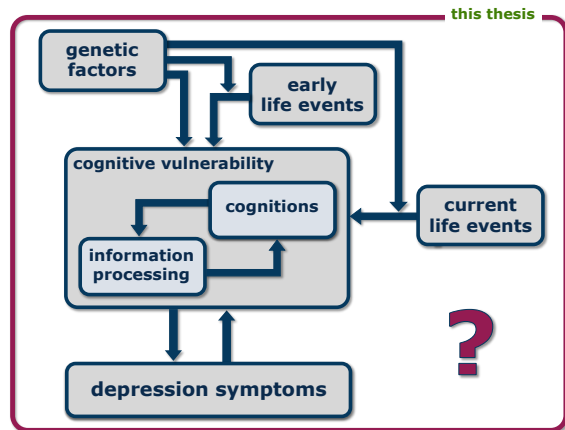 this thesis
genetic
factors
early
life events
cognitive vulnerability
cognitions
information
processing
current
life events
?
depression symptoms